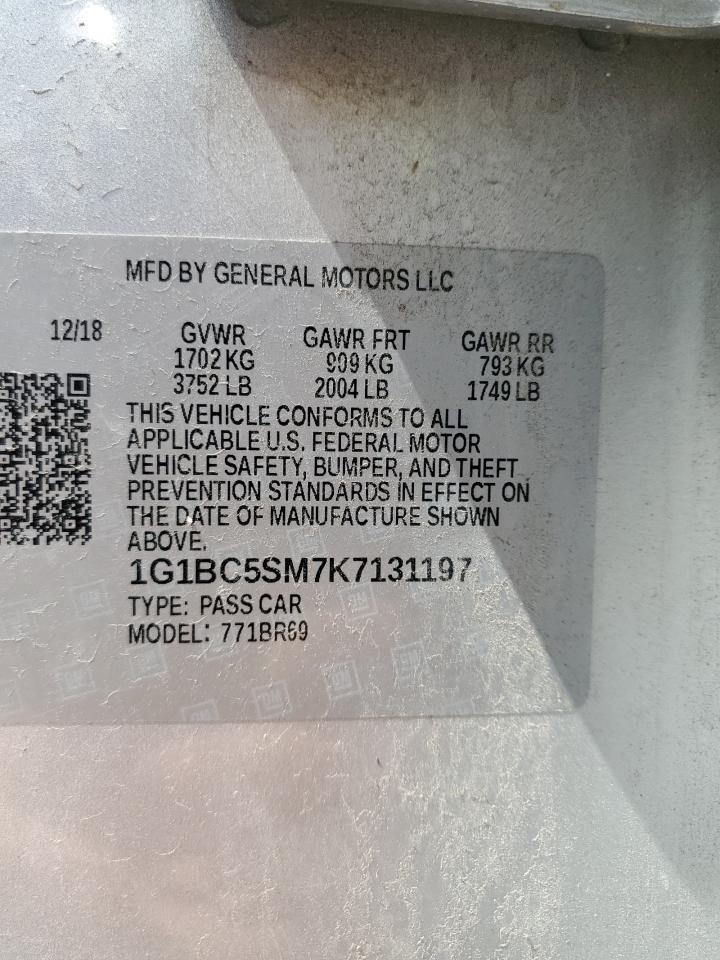 MFD BY GENERAL MOTORS LLC
12/18 GVWR GAWR FRT GAWR RR
1702 KG 909 KG 793 KG
3752 LB 2004 LB 1749 LB
THIS VEHICLE CONFORMS TO ALL
APPLICABLE U.S. FEDERAL MOTOR
VEHICLE SAFETY, BUMPER, AND THEFT
PREVENTION STANDARDS IN EFFECT ON
THE DATE OF MANUFACTURE SHOWN
ABOVE.
1G1BC5SM7K7131197
TYPE: PASS CAR
MODEL: 771BR69